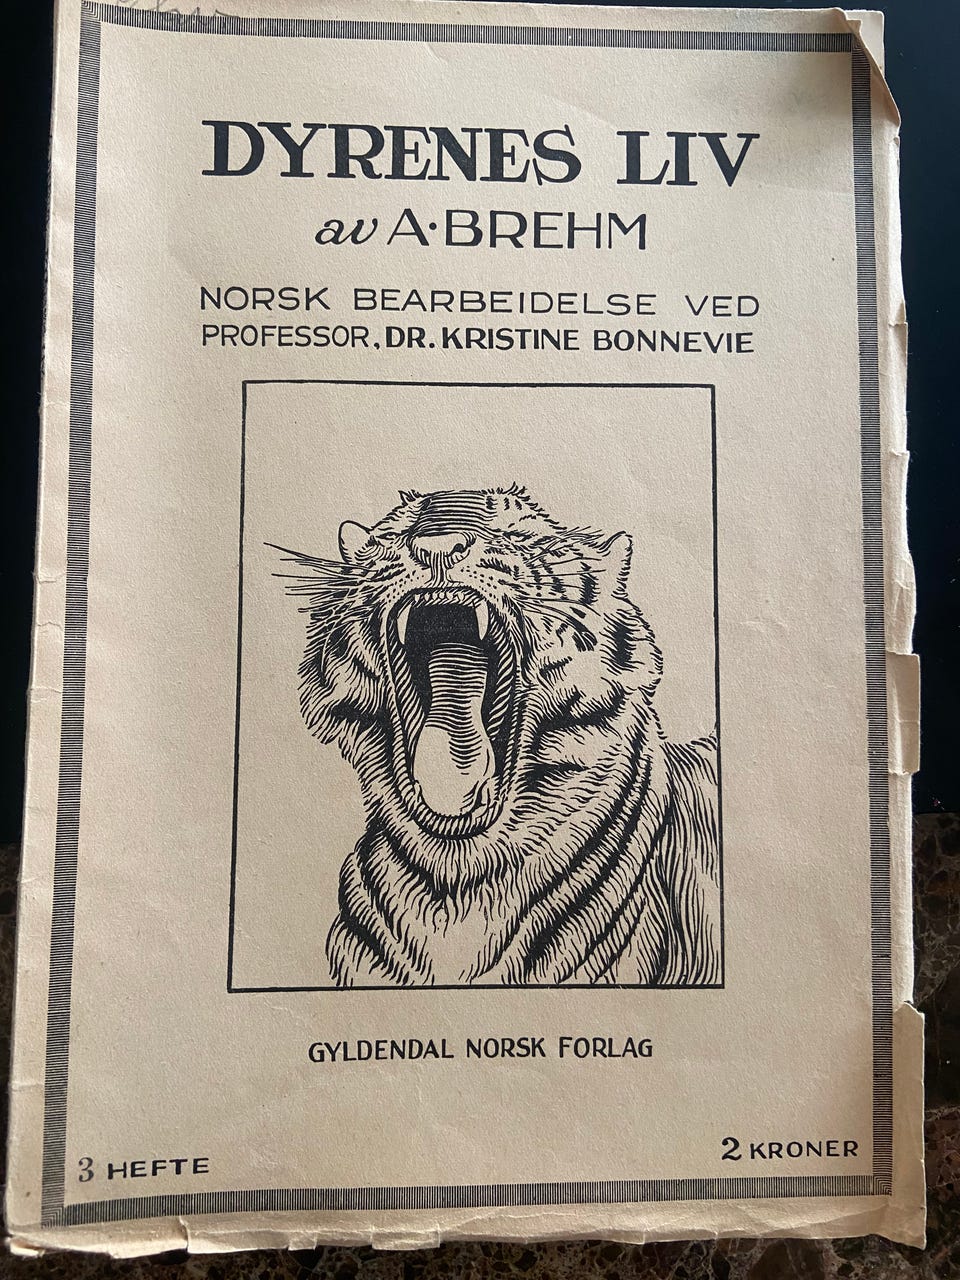 DYRENES LIV
av A·BREHM
NORSK BEARBEIDELSE VED
PROFESSOR, DR. KRISTINE BONNEVIE
GYLDENDAL NORSK FORLAG
3 HEFTE
2 KRONER